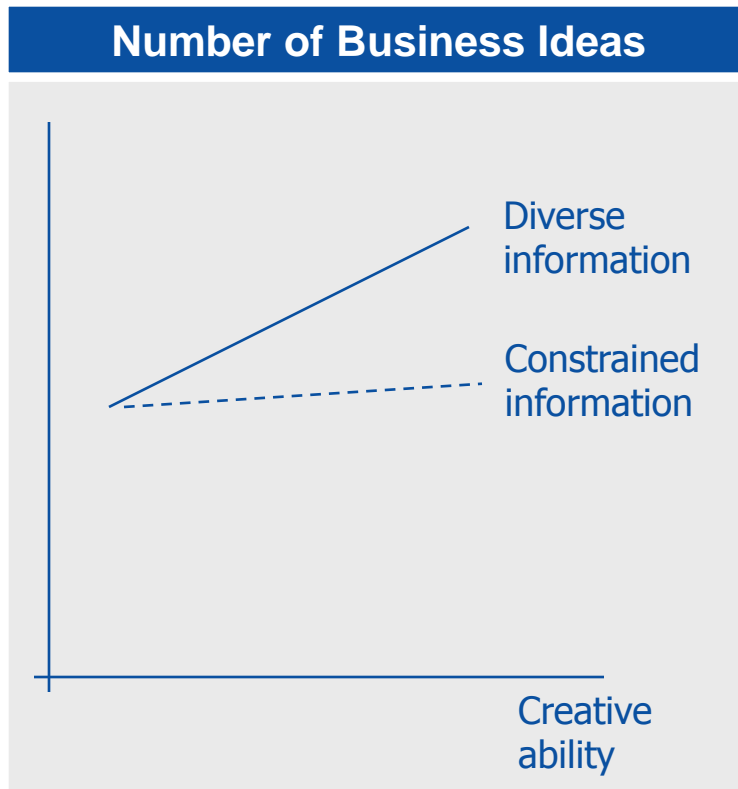 Number of Business Ideas
Diverse
information
Constrained
information
Creative
ability